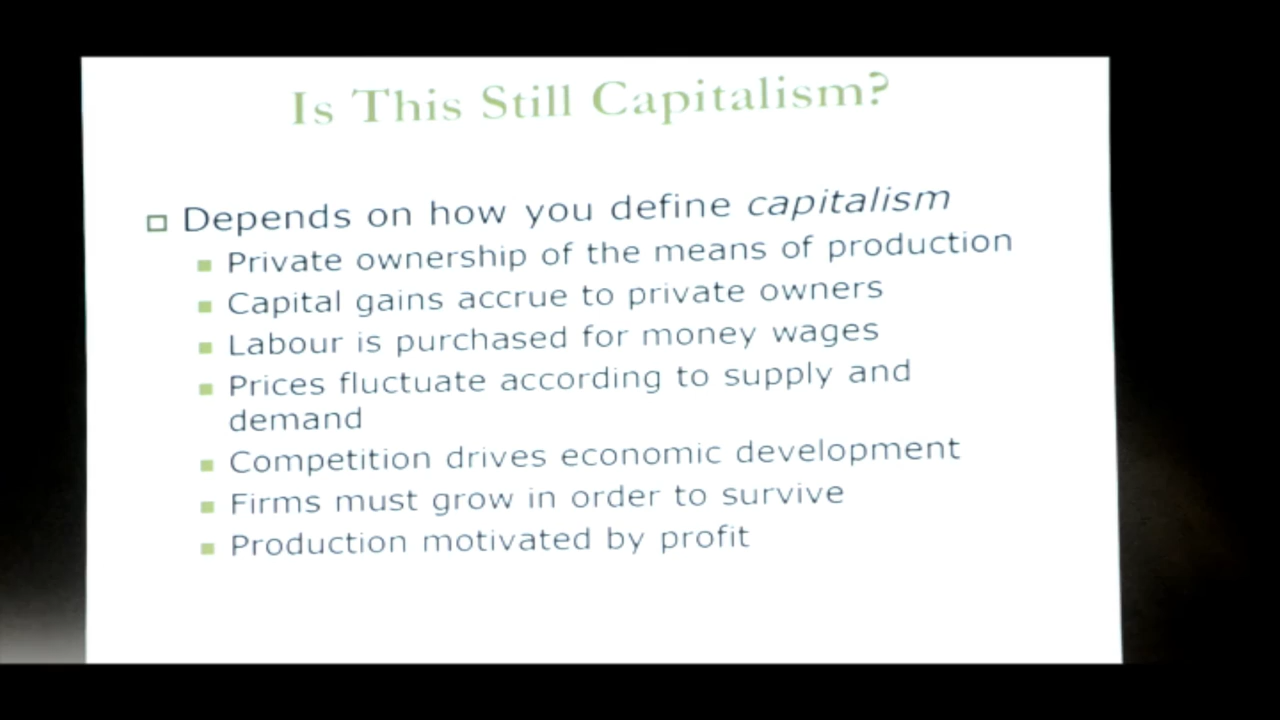 Is This Still Capitalism?
Depends on how you define capitalism
Private ownership of the means of production
Capital gains accrue to private owners
Labour is purchased for money wages
Prices fluctuate according to supply and
demand
Competition drives economic development
Firms must grow in order to survive
Production motivated by profit